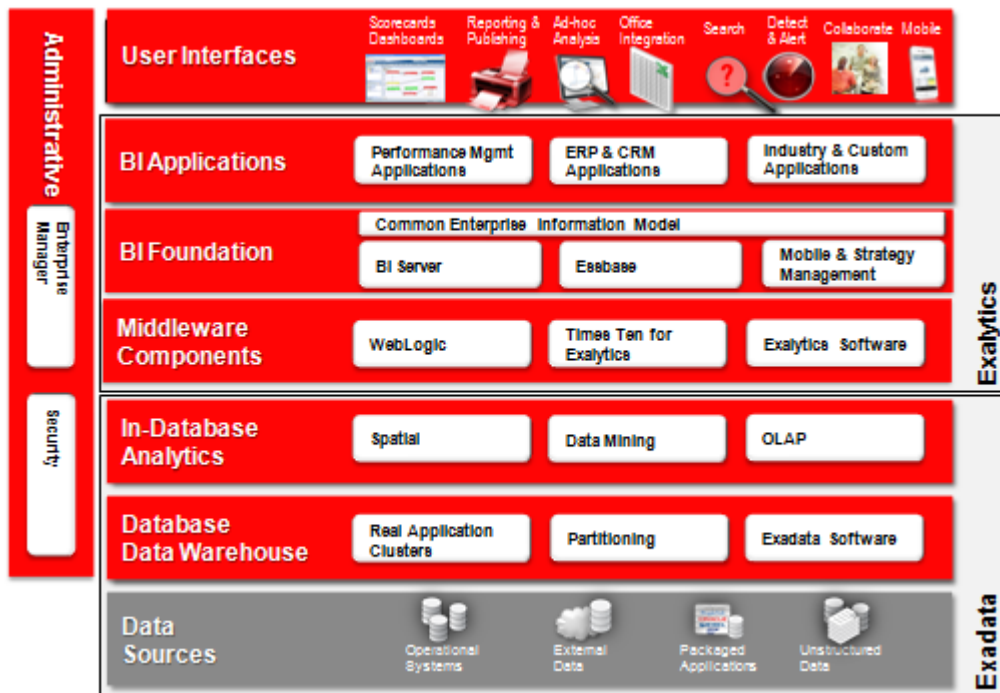 Administrative
Enterprise
Manager
Security
User Interfaces
Scorecards
Dashboards
Reporting &
Publishing
Ad-hoc
Analysis
Office
Integration
Search
Detect
& Alert
Collaborate
Mobile
?
BI Applications
Performance Mgmt
Applications
ERP & CRM
Applications
Industry & Custom
Applications
BI Foundation
Common Enterprise Information Model
BI Server
Essbase
Mobile & Strategy
Management
Middleware
Components
WebLogic
Times Ten for
Exalytics
Exalytics Software
Exalytics
In-Database
Analytics
Spatial
Data Mining
OLAP
Database
Data Warehouse
Real Application
Clusters
Partitioning
Exadata Software
Data
Sources
Operational
Systems
External
Data
Packaged
Applications
Unstructured
Data
Exadata